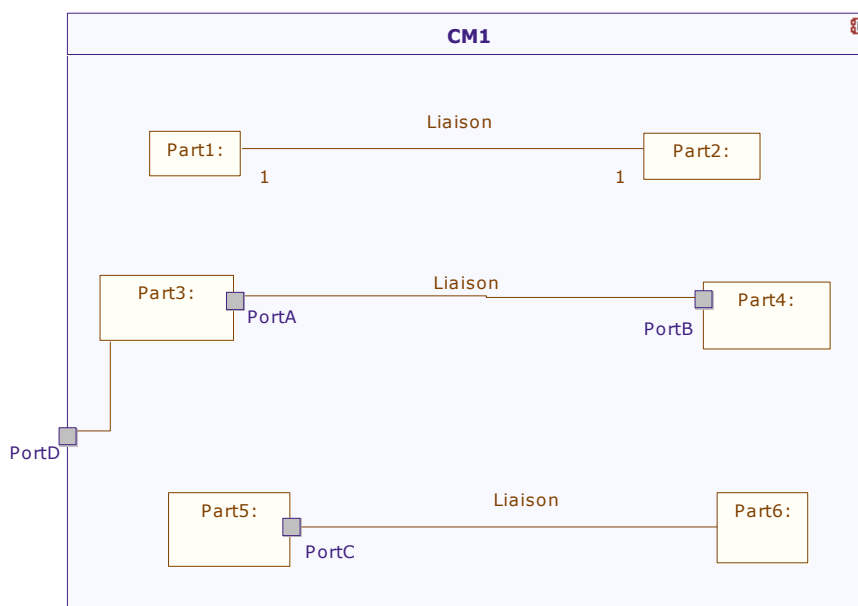 CM1
Liaison
Part1:
Part2:
1
1
Liaison
Part3:
Part4:
PortA
PortB
PortD
Liaison
Part5:
Part6:
PortC